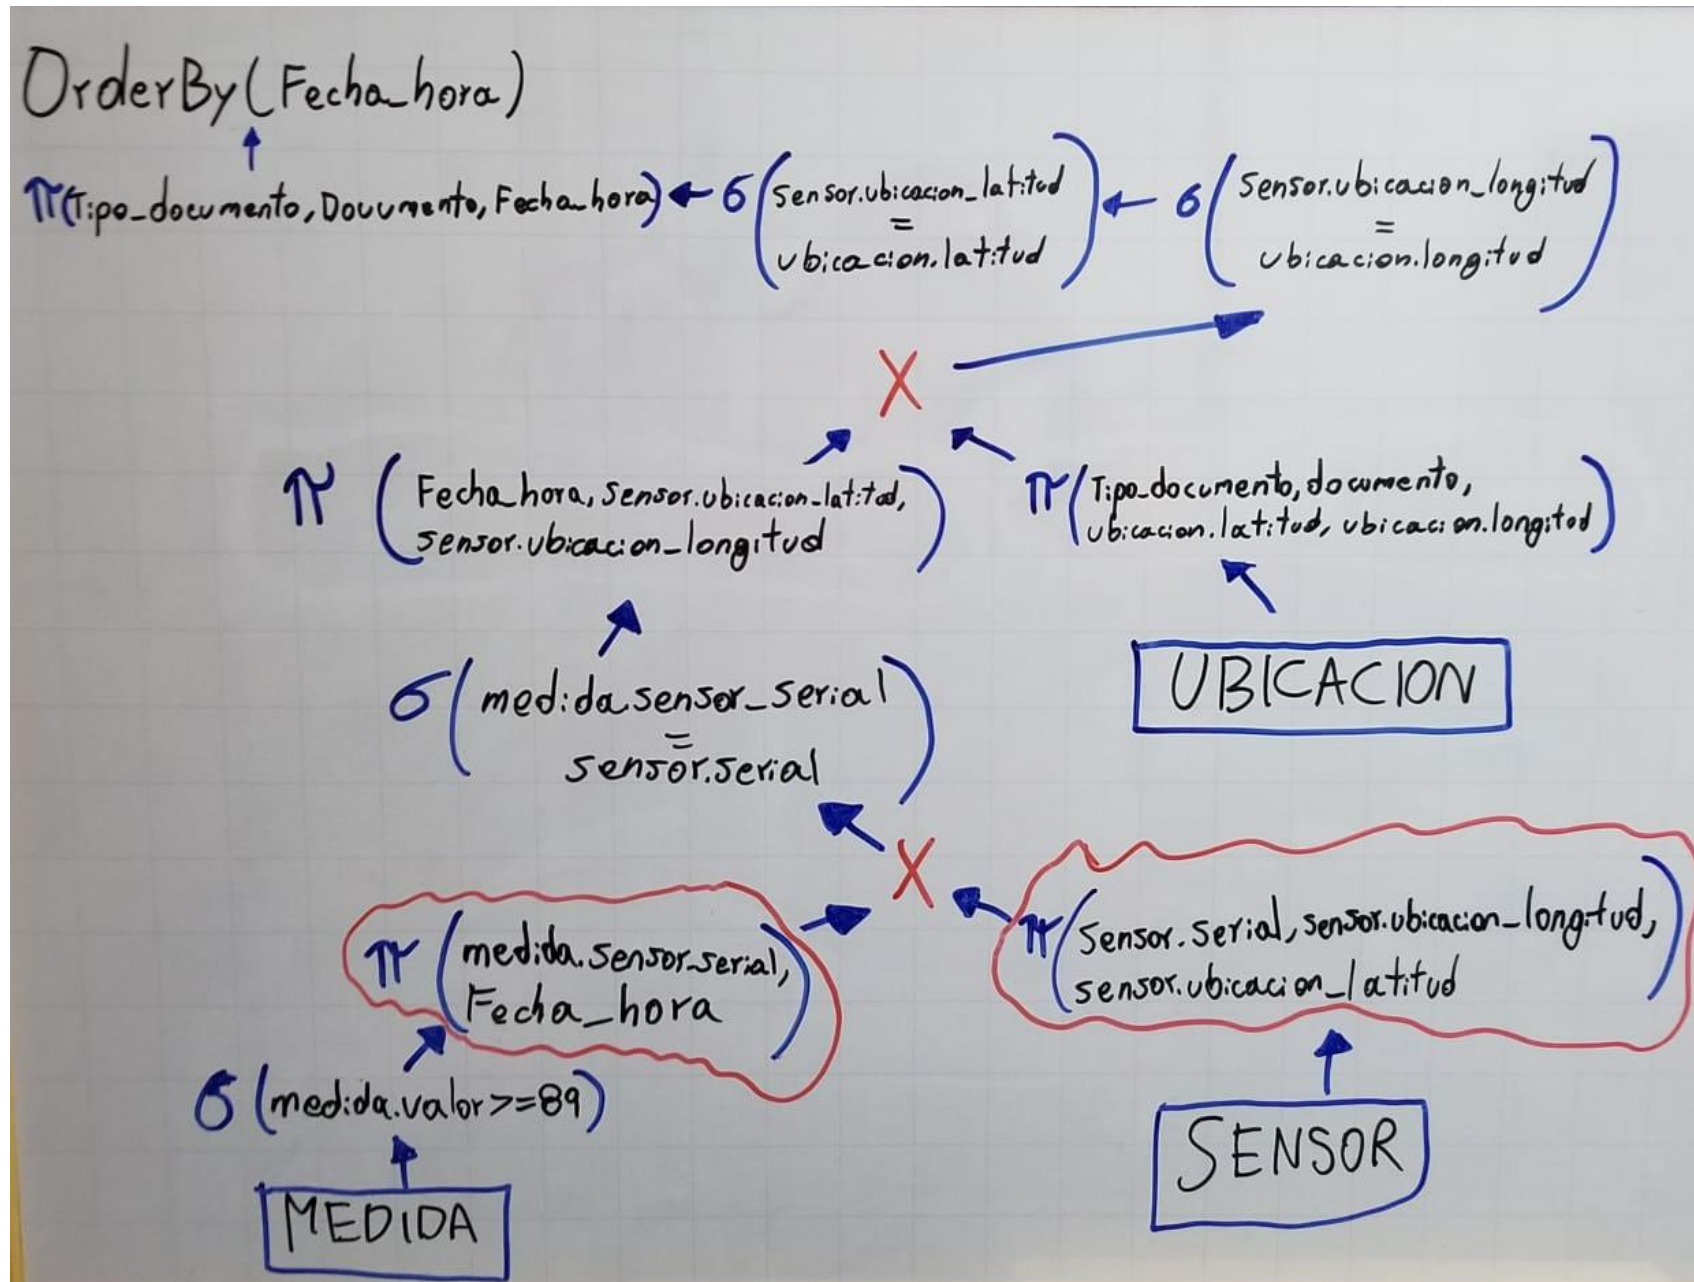 OrderBy(Fecha_hora)
π(Tipo_documento, Documento, Fecha_hora) ← σ(sensor.ubicacion_latitud
=
ubicacion.latitud) ← σ(sensor.ubicacion_longitud
=
ubicacion.longitud)
X
π(Fecha_hora, sensor.ubicacion_latitud,
sensor.ubicacion_longitud)
π(Tipo_documento, documento,
ubicacion.latitud, ubicacion.longitud)
UBICACION
σ(medida.sensor_serial
=
sensor.serial)
X
π(medida.sensor_serial,
Fecha_hora)
π(Sensor.serial, sensor.ubicacion_longitud,
sensor.ubicacion_latitud)
σ(medida.valor>=89)
MEDIDA
SENSOR